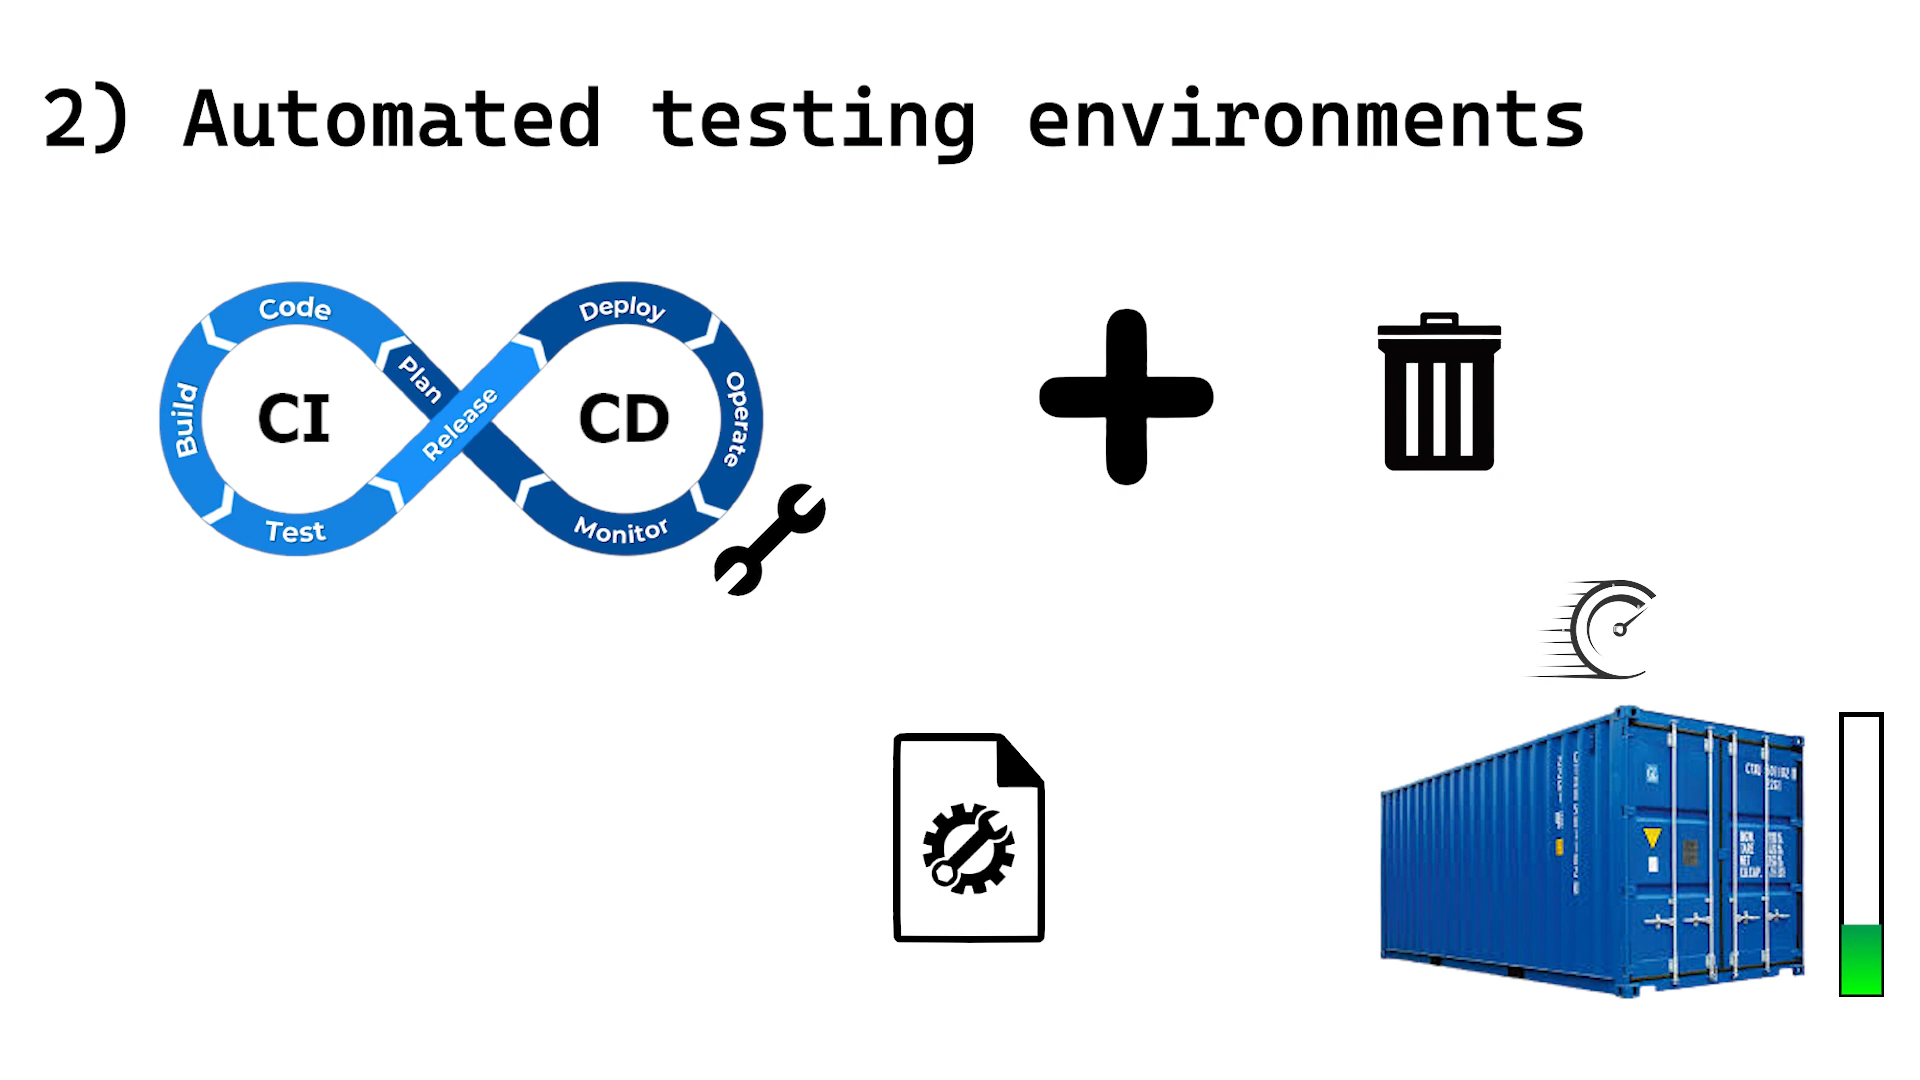 2) Automated testing environments
Code
Deploy
Plan
Build
CI
Release
CD
Operate
Test
Monitor